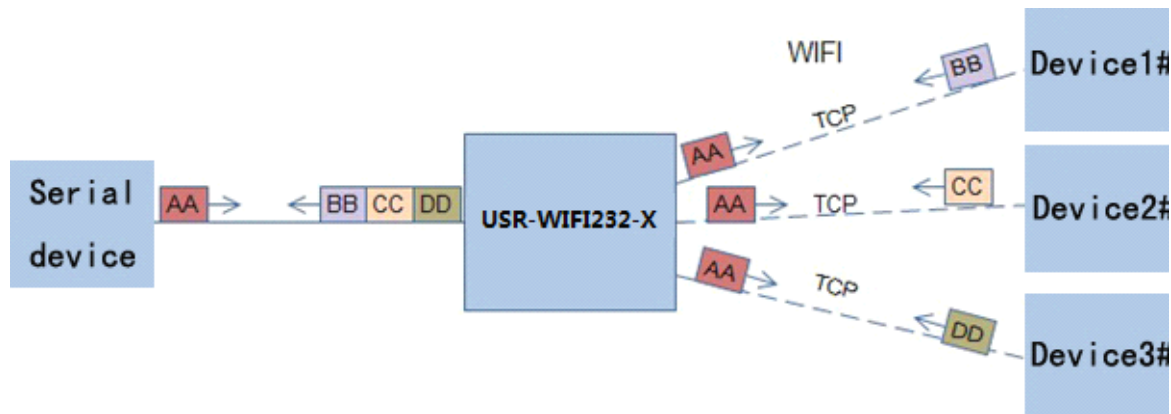 WIFI
BB
Device1#
TCP
AA
Serial
device
AA
BB CC DD
USR-WIFI232-X
AA
TCP
CC
Device2#
AA
TCP
DD
Device3#